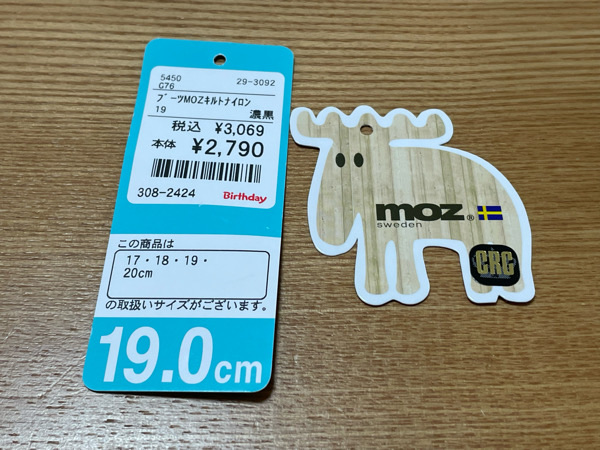 5450 29-3092
G76
ブーツMOZキルトナイロン
19 濃黒
税込 ¥3,069
本体 ¥2,790
308-2424 Birthday
この商品は
17・18・19・
20cm
の取扱いサイズがございます。
19.0cm
moz®
sweden
CRG